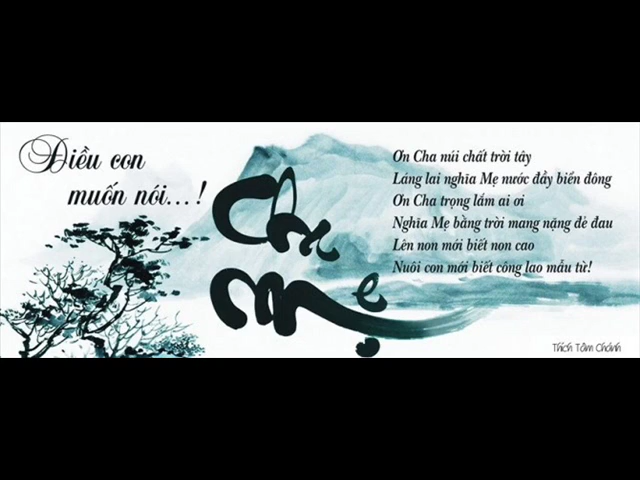 Điều con
muốn nói...!
Cha
Mẹ
Ơn Cha núi chất trời tây
Láng lai nghĩa Mẹ nước đầy biển đông
Ơn Cha trọng lắm ai ơi
Nghĩa Mẹ bằng trời mang nặng đẻ đau
Lên non mới biết non cao
Nuôi con mới biết công lao mẫu từ!
Thích Tâm Chánh